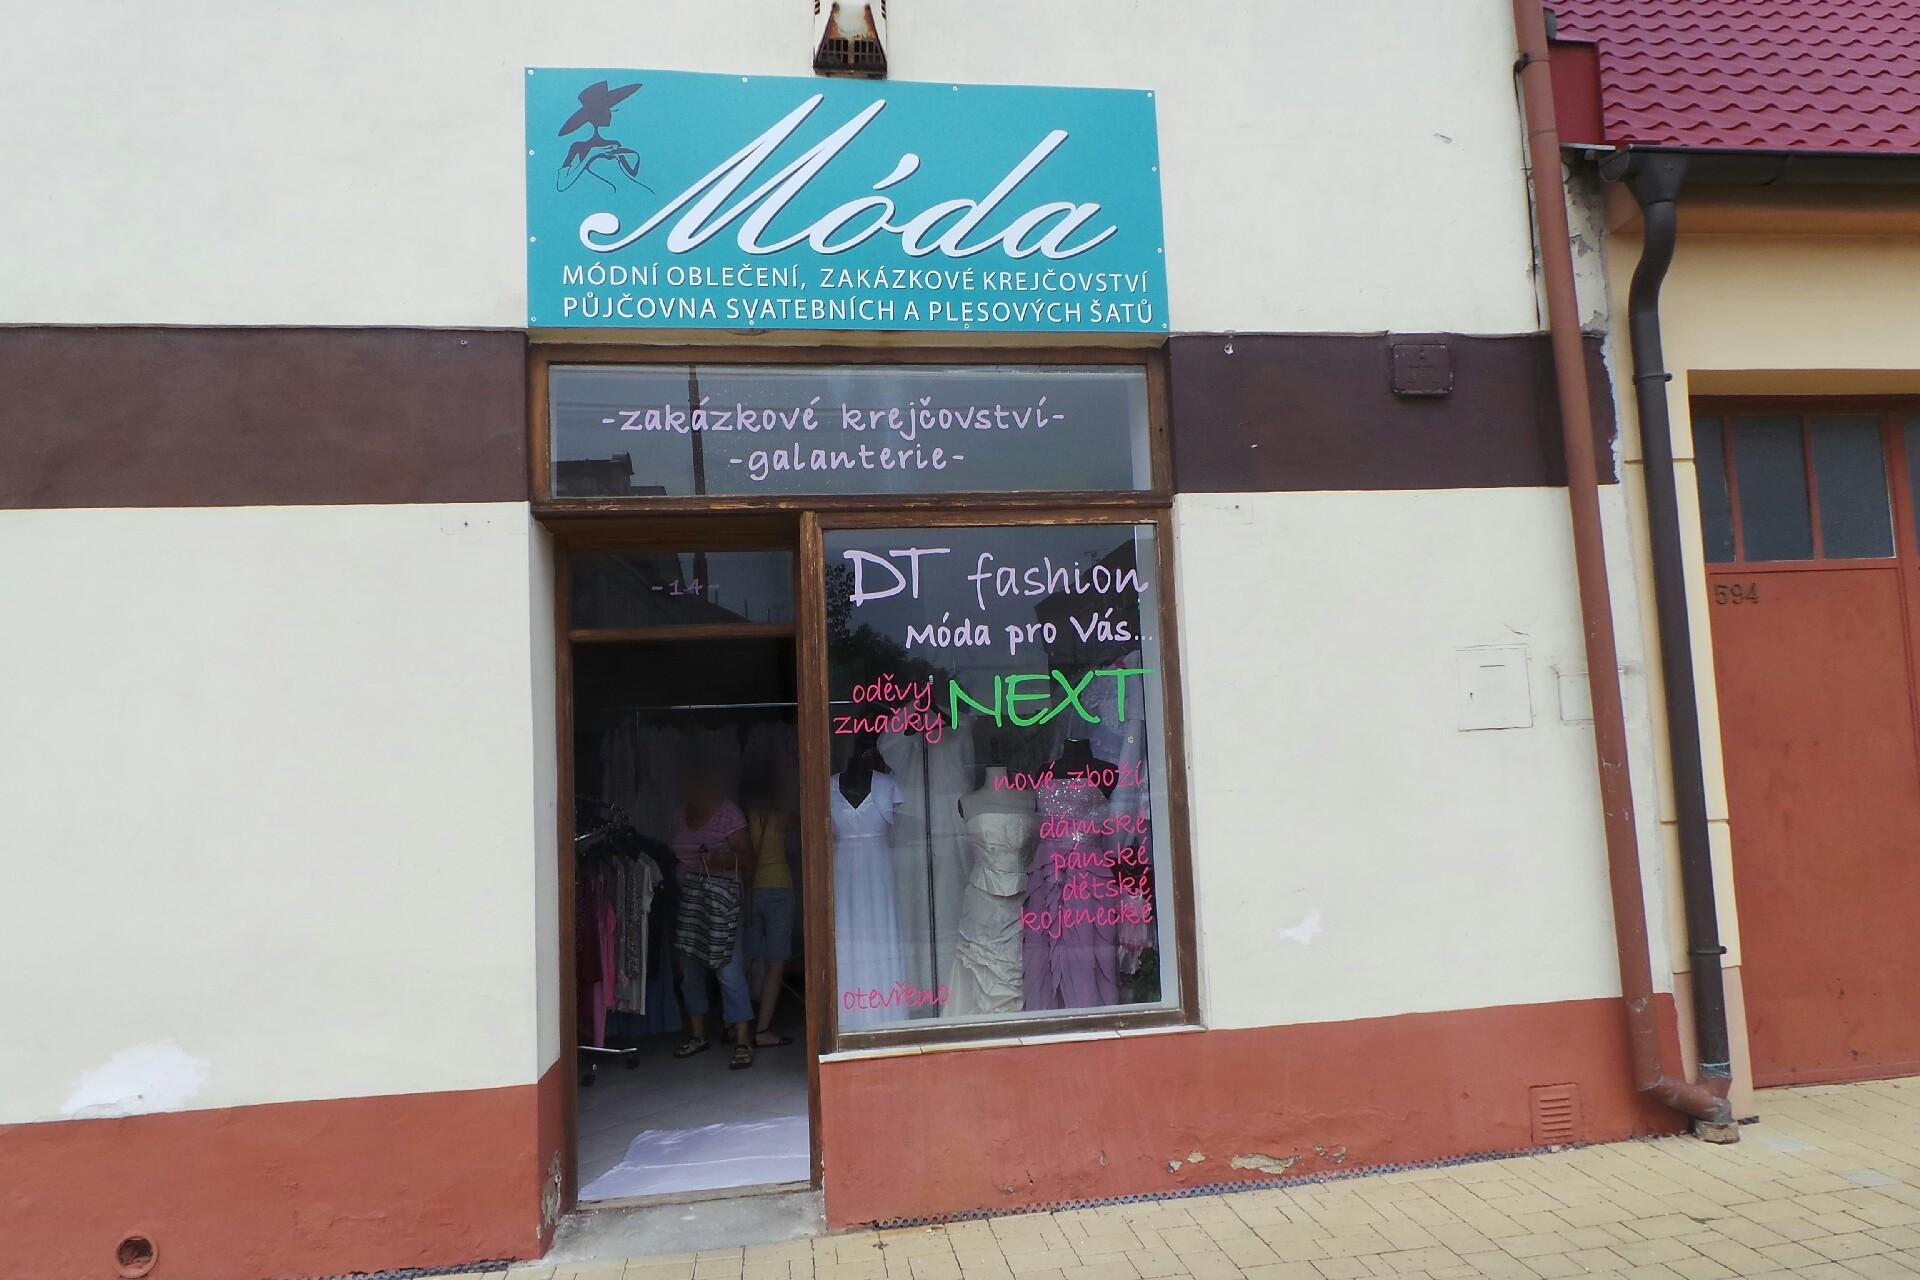 Móda
MÓDNÍ OBLEČENÍ, ZAKÁZKOVÉ KREJČOVSTVÍ
PŮJČOVNA SVATEBNÍCH A PLESOVÝCH ŠATŮ
-zakázkové krejčovství-
-galanterie-
-14-
DT fashion
Móda pro Vás...
oděvy
značky NEXT
nové zboží
dámské
pánské
dětské
kojenecké
otevřeno
594